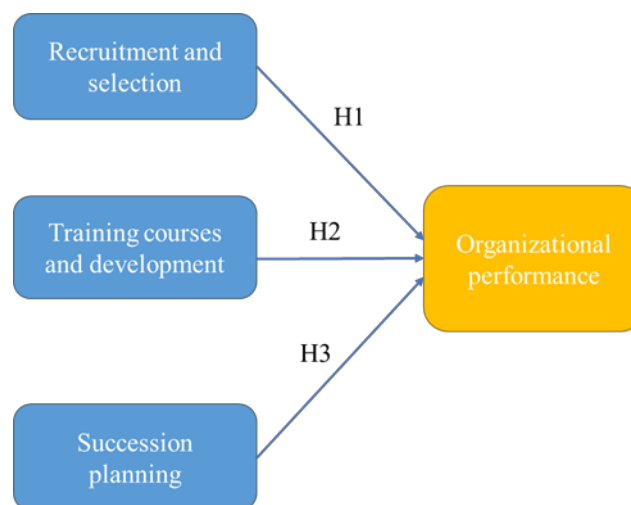 Recruitment and
selection
H1
Training courses
and development
H2
Organizational
performance
H3
Succession
planning